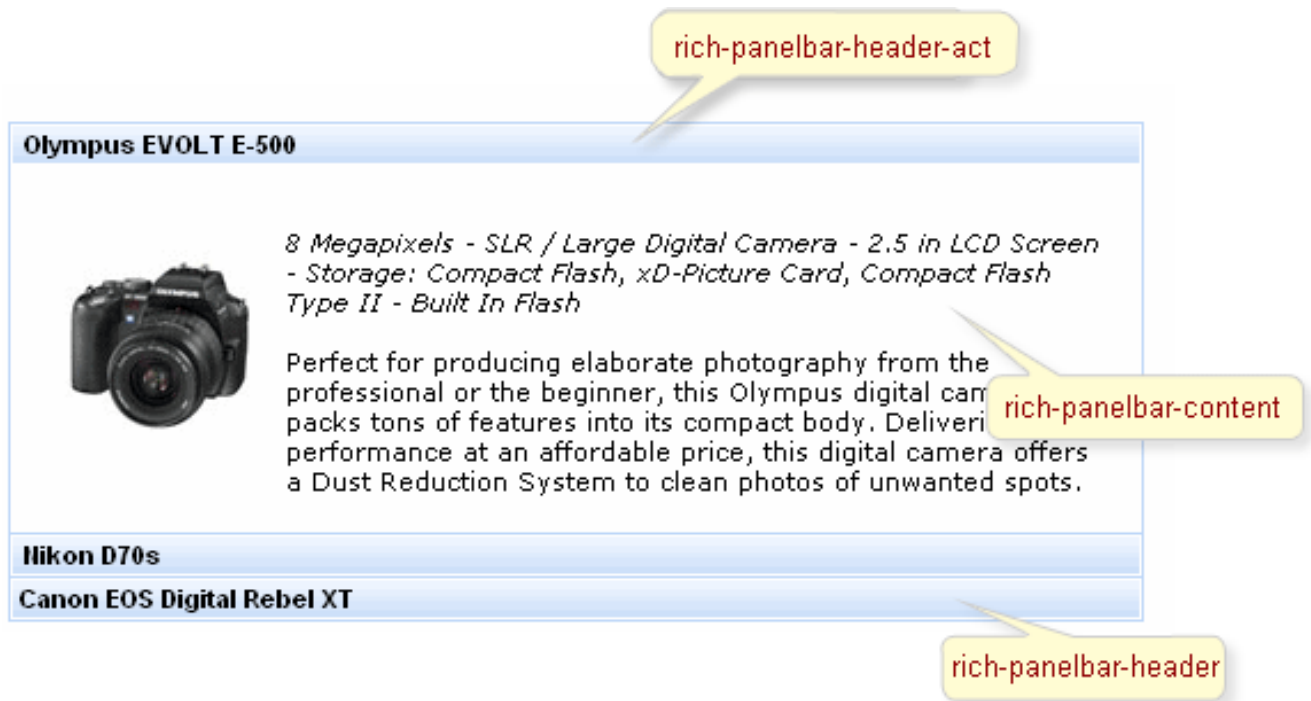 rich-panelbar-header-act
Olympus EVOLT E-500
8 Megapixels - SLR / Large Digital Camera - 2.5 in LCD Screen
- Storage: Compact Flash, xD-Picture Card, Compact Flash
Type II - Built In Flash
Perfect for producing elaborate photography from the
professional or the beginner, this Olympus digital
packs tons of features into its compact body.
rich-panelbar-content
performance at an affordable price, this digital camera offers
a Dust Reduction System to clean photos of unwanted spots.
Nikon D70s
Canon EOS Digital Rebel XT
rich-panelbar-header